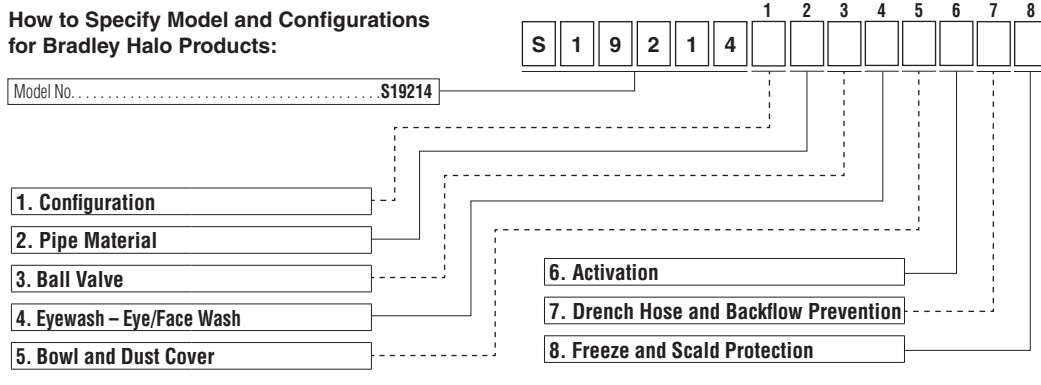 How to Specify Model and Configurations
for Bradley Halo Products:
1 2 3 4 5 6 7 8
S 1 9 2 1 4
Model No. . . . . . . . . . . . . . . . . . . . . . . . . . . . . . . . . . . . . . . . . . S19214
1. Configuration
2. Pipe Material
3. Ball Valve
4. Eyewash – Eye/Face Wash
5. Bowl and Dust Cover
6. Activation
7. Drench Hose and Backflow Prevention
8. Freeze and Scald Protection